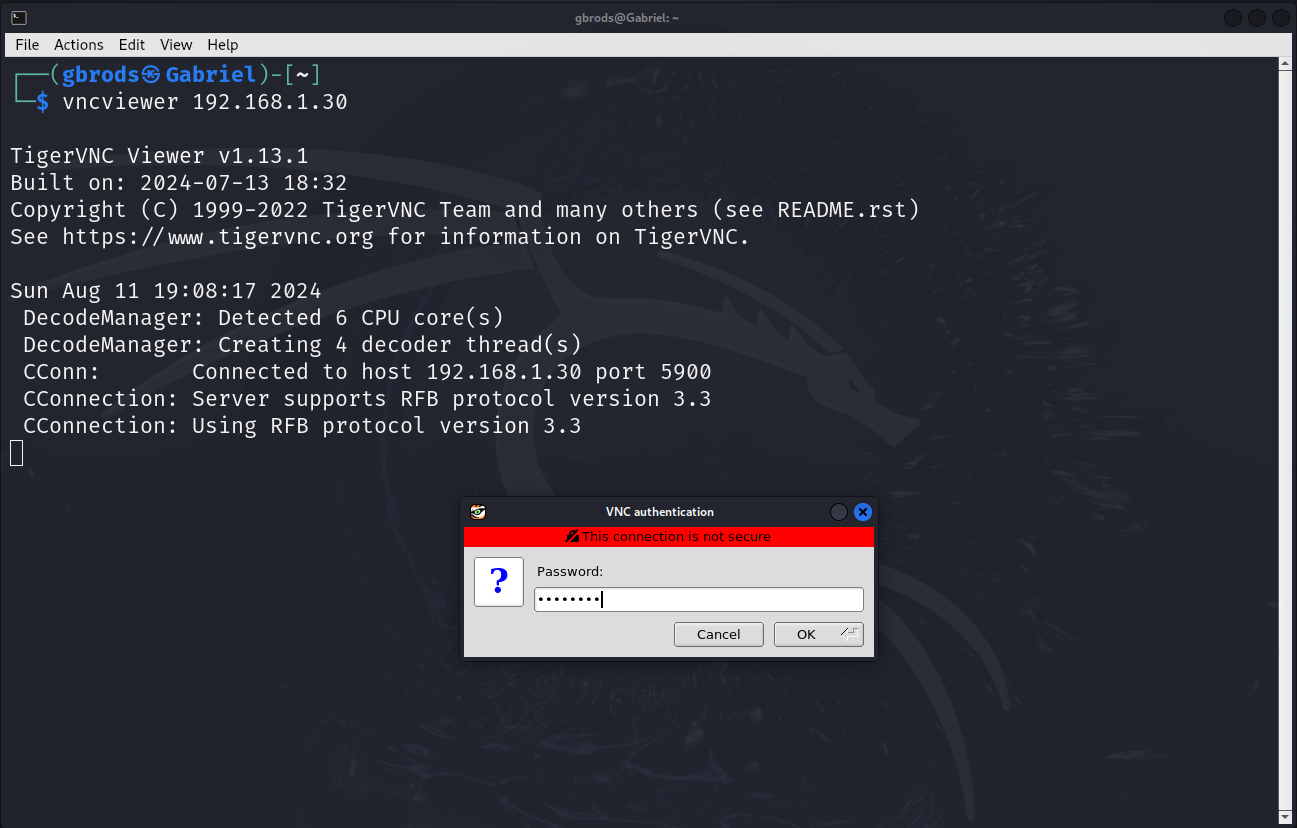 gbrods@Gabriel: ~
File Actions Edit View Help
┌──(gbrods㉿Gabriel)-[~]
└─$ vncviewer 192.168.1.30
TigerVNC Viewer v1.13.1
Built on: 2024-07-13 18:32
Copyright (C) 1999-2022 TigerVNC Team and many others (see README.rst)
See https://www.tigervnc.org for information on TigerVNC.
Sun Aug 11 19:08:17 2024
DecodeManager: Detected 6 CPU core(s)
DecodeManager: Creating 4 decoder thread(s)
CConn:       Connected to host 192.168.1.30 port 5900
CConnection: Server supports RFB protocol version 3.3
CConnection: Using RFB protocol version 3.3
VNC authentication
This connection is not secure
?
Password:
••••••••
Cancel OK